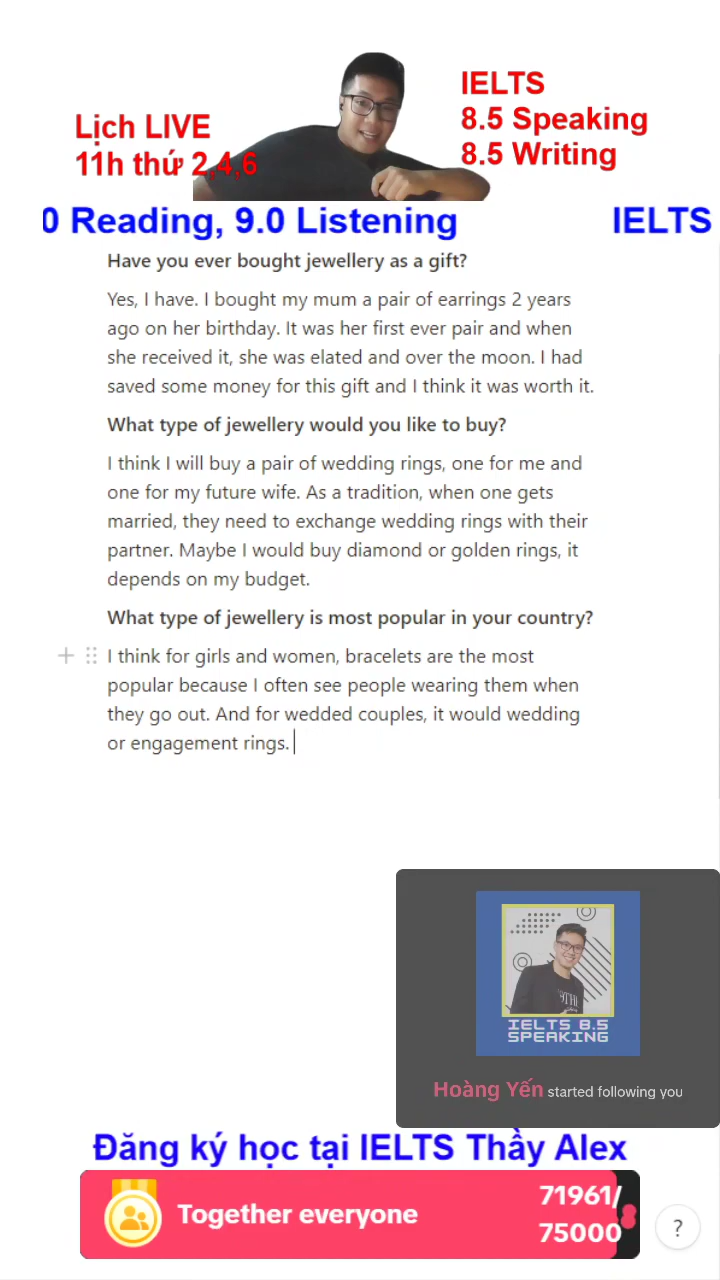 IELTS
8.5 Speaking
8.5 Writing
Lịch LIVE
11h thứ 2,4,6
0 Reading, 9.0 Listening IELTS
Have you ever bought jewellery as a gift?
Yes, I have. I bought my mum a pair of earrings 2 years
ago on her birthday. It was her first ever pair and when
she received it, she was elated and over the moon. I had
saved some money for this gift and I think it was worth it.
What type of jewellery would you like to buy?
I think I will buy a pair of wedding rings, one for me and
one for my future wife. As a tradition, when one gets
married, they need to exchange wedding rings with their
partner. Maybe I would buy diamond or golden rings, it
depends on my budget.
What type of jewellery is most popular in your country?
I think for girls and women, bracelets are the most
popular because I often see people wearing them when
they go out. And for wedded couples, it would wedding
or engagement rings.
IELTS 8.5
SPEAKING
Hoàng Yến started following you
Đăng ký học tại IELTS Thầy Alex
Together everyone
71961/
75000
?